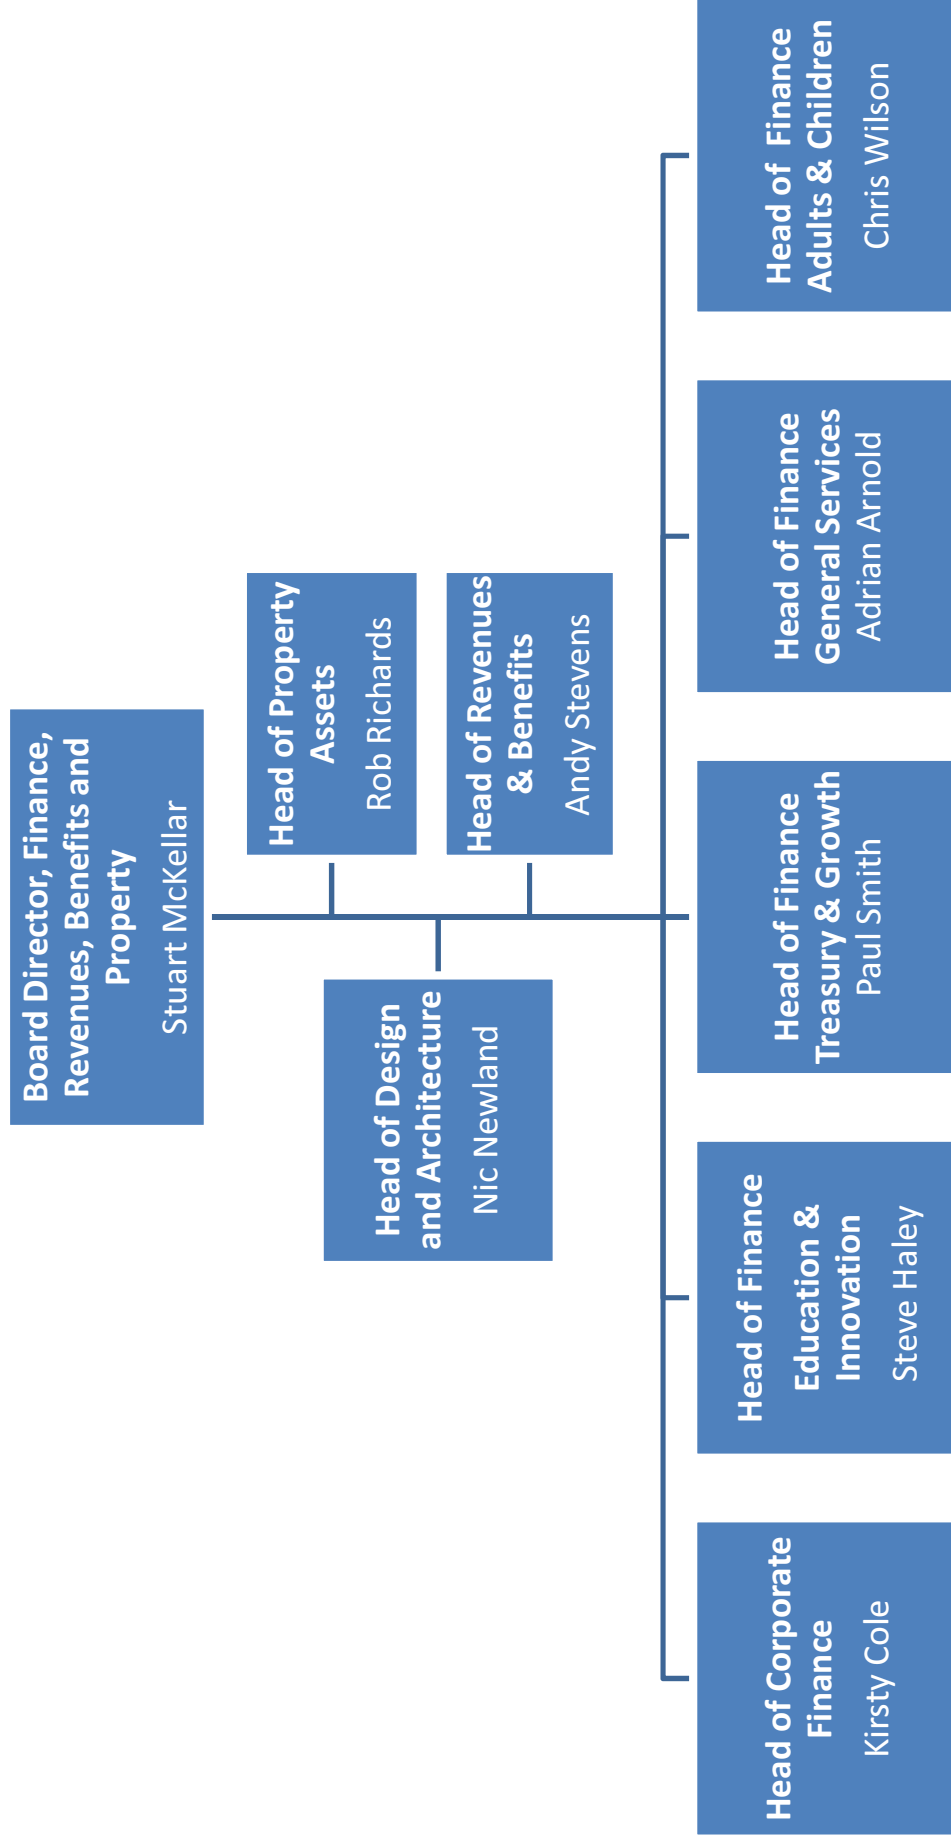 Board Director, Finance,
Revenues, Benefits and
Property
Stuart McKellar
Head of Property
Assets
Rob Richards
Head of Design
and Architecture
Nic Newland
Head of Revenues
& Benefits
Andy Stevens
Head of Corporate
Finance
Kirsty Cole
Head of Finance
Education &
Innovation
Steve Haley
Head of Finance
Treasury & Growth
Paul Smith
Head of Finance
General Services
Adrian Arnold
Head of  Finance
Adults & Children
Chris Wilson